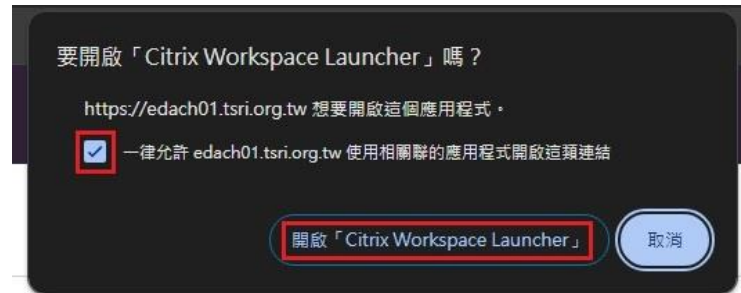 要開啟「Citrix Workspace Launcher」嗎？
https://edach01.tsri.org.tw 想要開啟這個應用程式。
一律允許 edach01.tsri.org.tw 使用相關聯的應用程式開啟這類連結
開啟「Citrix Workspace Launcher」 取消